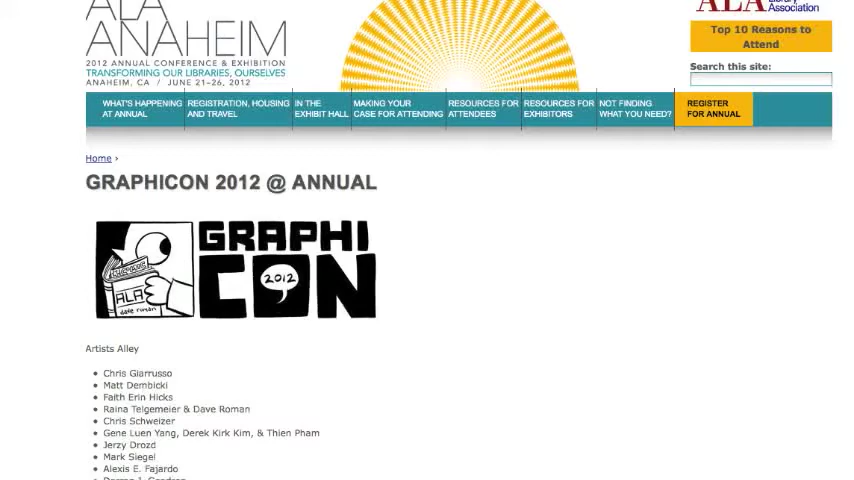 ALA
ANAHEIM
2012 ANNUAL CONFERENCE & EXHIBITION
TRANSFORMING OUR LIBRARIES, OURSELVES
ANAHEIM, CA / JUNE 21-26, 2012
ALA Library
Association
Top 10 Reasons to
Attend
Search this site:
WHAT'S HAPPENING
AT ANNUAL
REGISTRATION, HOUSING
AND TRAVEL
IN THE
EXHIBIT HALL
MAKING YOUR
CASE FOR ATTENDING
RESOURCES FOR
ATTENDEES
RESOURCES FOR
EXHIBITORS
NOT FINDING
WHAT YOU NEED?
REGISTER
FOR ANNUAL
Home ›
GRAPHICON 2012 @ ANNUAL
GRAPHI
CON
2012
ALA
dave roman
Artists Alley
Chris Giarrusso
Matt Dembicki
Faith Erin Hicks
Raina Telgemeier & Dave Roman
Chris Schweizer
Gene Luen Yang, Derek Kirk Kim, & Thien Pham
Jerzy Drozd
Mark Siegel
Alexis E. Fajardo